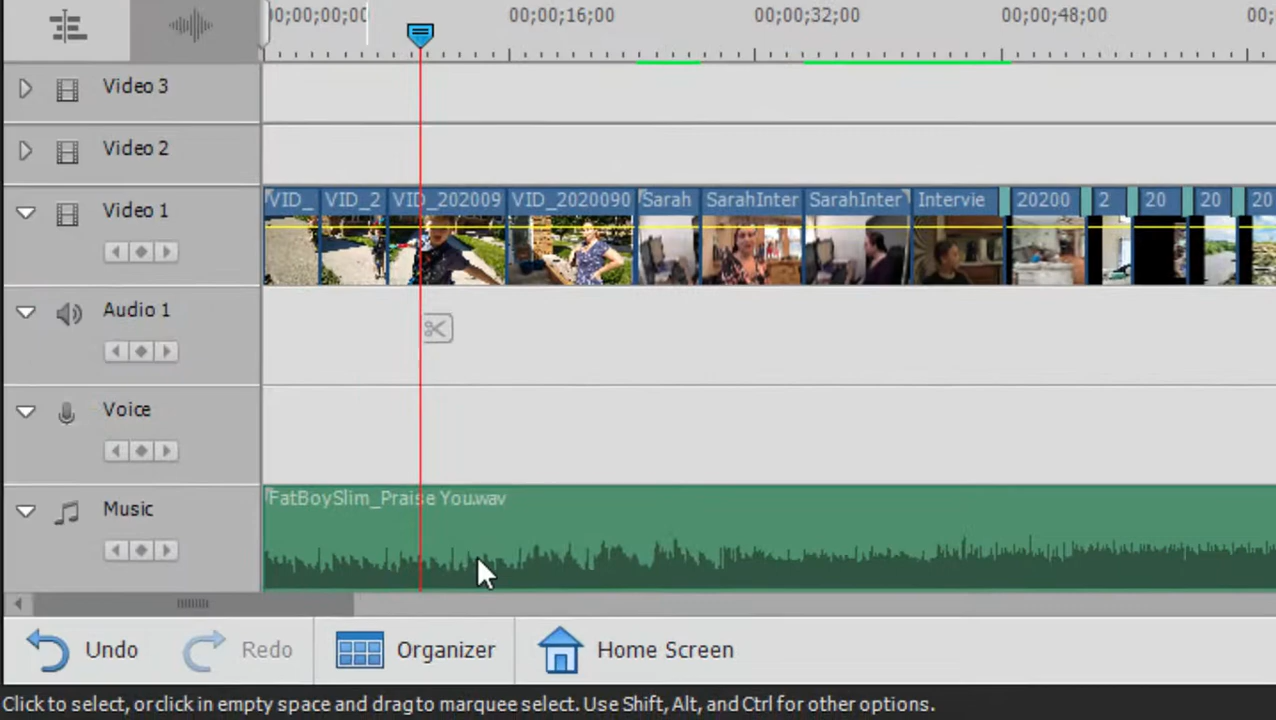 00;00;00;00 00;00;16;00 00;00;32;00 00;00;48;00 00;
Video 3
Video 2
Video 1
VID_ VID_2 VID_202009 VID_2020090 Sarah SarahInter SarahInter Intervie 20200 2 20 20 20
Audio 1
Voice
Music
FatBoySlim_Praise You.wav
Undo Redo Organizer Home Screen
Click to select, or click in empty space and drag to marquee select. Use Shift, Alt, and Ctrl for other options.